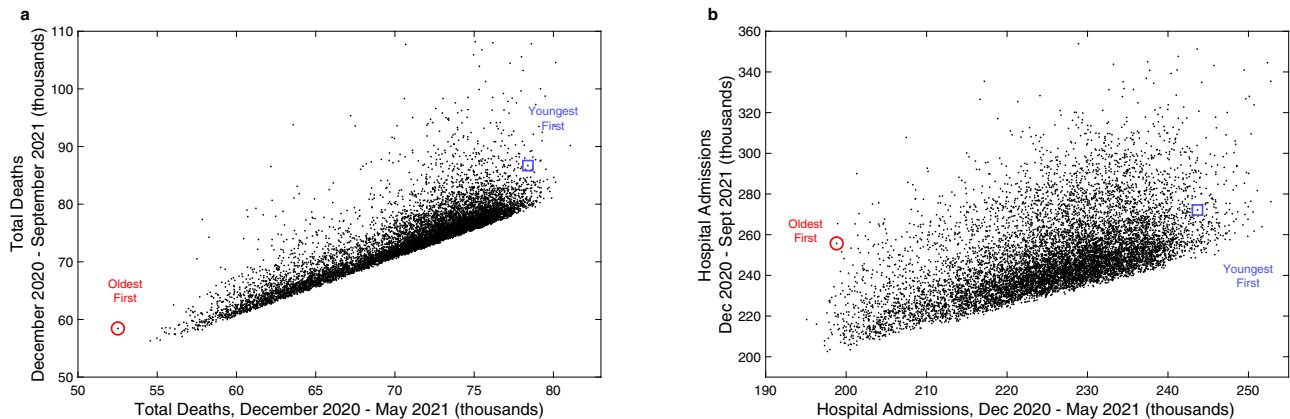 a
Total Deaths
December 2020 - September 2021 (thousands)
110
100
90
80
70
60
50
Youngest
First
Oldest
First
50
55
60
65
70
75
80
Total Deaths, December 2020 - May 2021 (thousands)
b
Hospital Admissions
Dec 2020 - Sept 2021 (thousands)
360
340
320
300
280
260
240
220
200
Oldest
First
Youngest
First
190
200
210
220
230
240
250
Hospital Admissions, Dec 2020 - May 2021 (thousands)